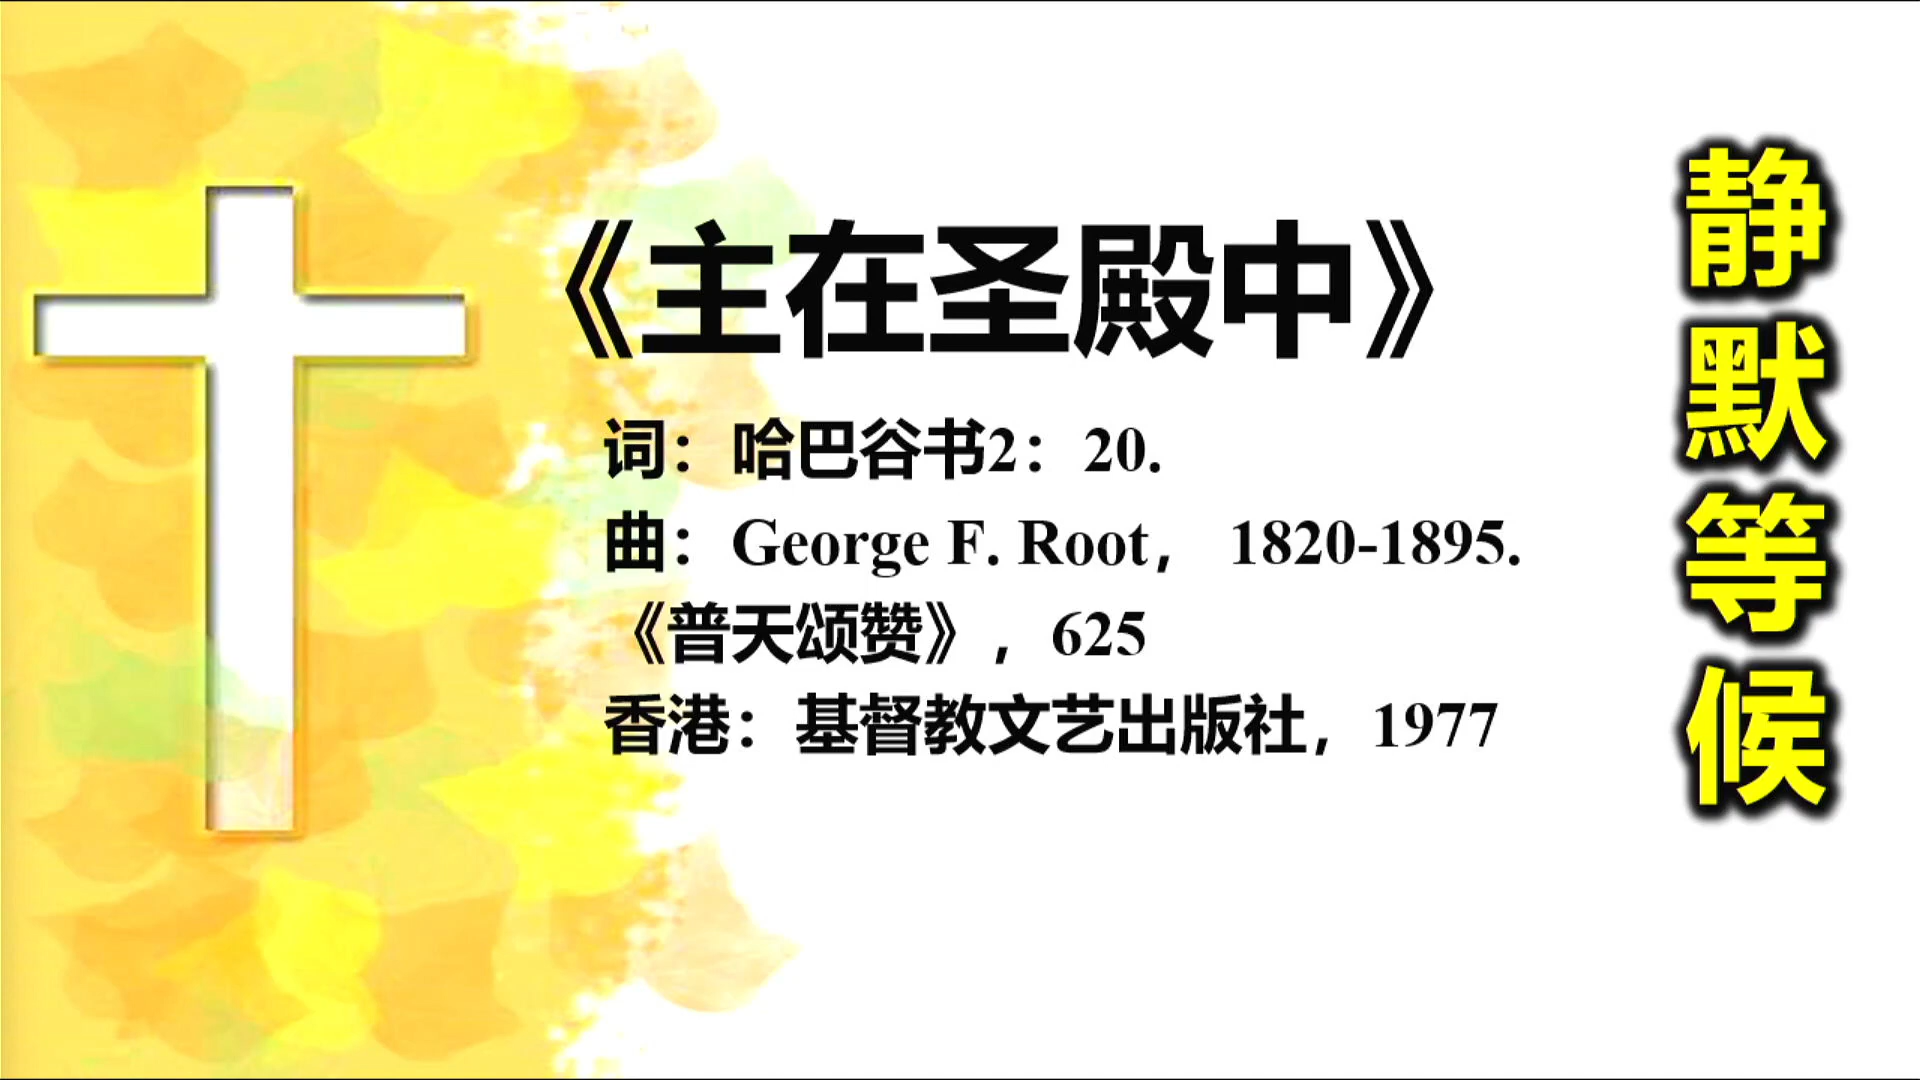 《主在圣殿中》
词：哈巴谷书2：20.
曲：George F. Root， 1820-1895.
《普天颂赞》，625
香港：基督教文艺出版社，1977
静默等候